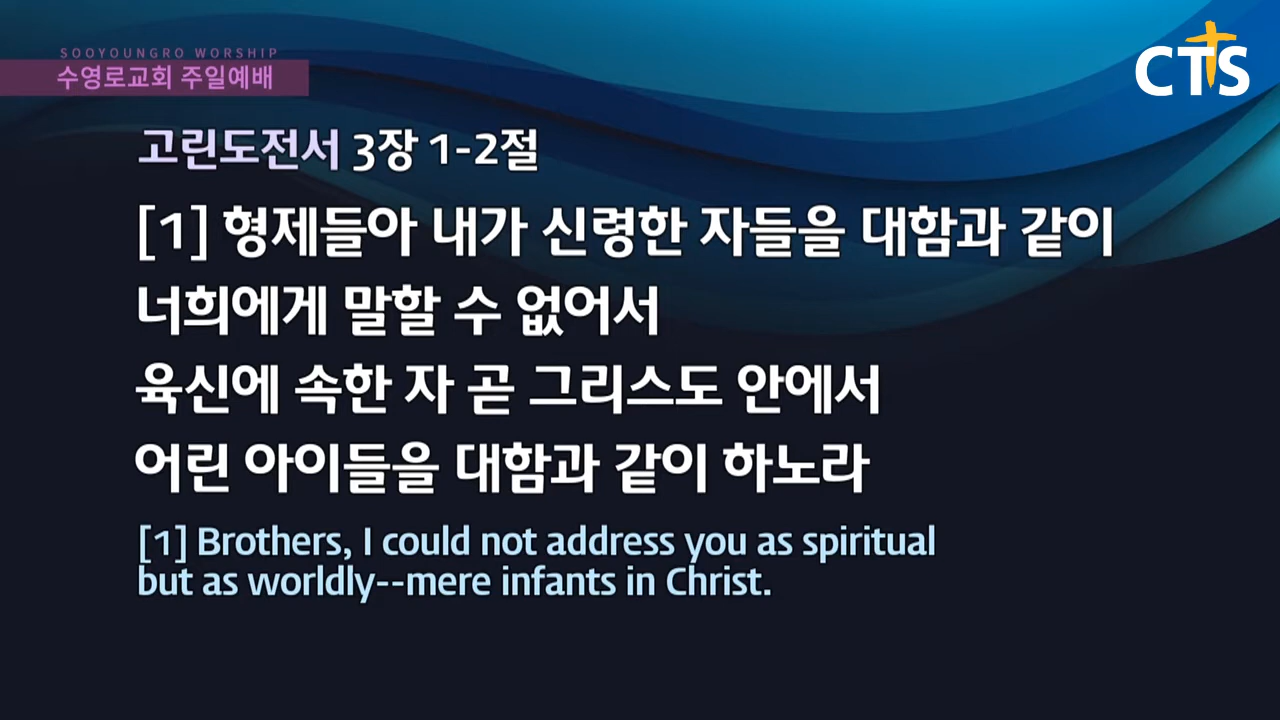 SOOYOUNGRO WORSHIP
수영로교회 주일예배
CTS
고린도전서 3장 1-2절
[1] 형제들아 내가 신령한 자들을 대함과 같이
너희에게 말할 수 없어서
육신에 속한 자 곧 그리스도 안에서
어린 아이들을 대함과 같이 하노라
[1] Brothers, I could not address you as spiritual
but as worldly--mere infants in Christ.